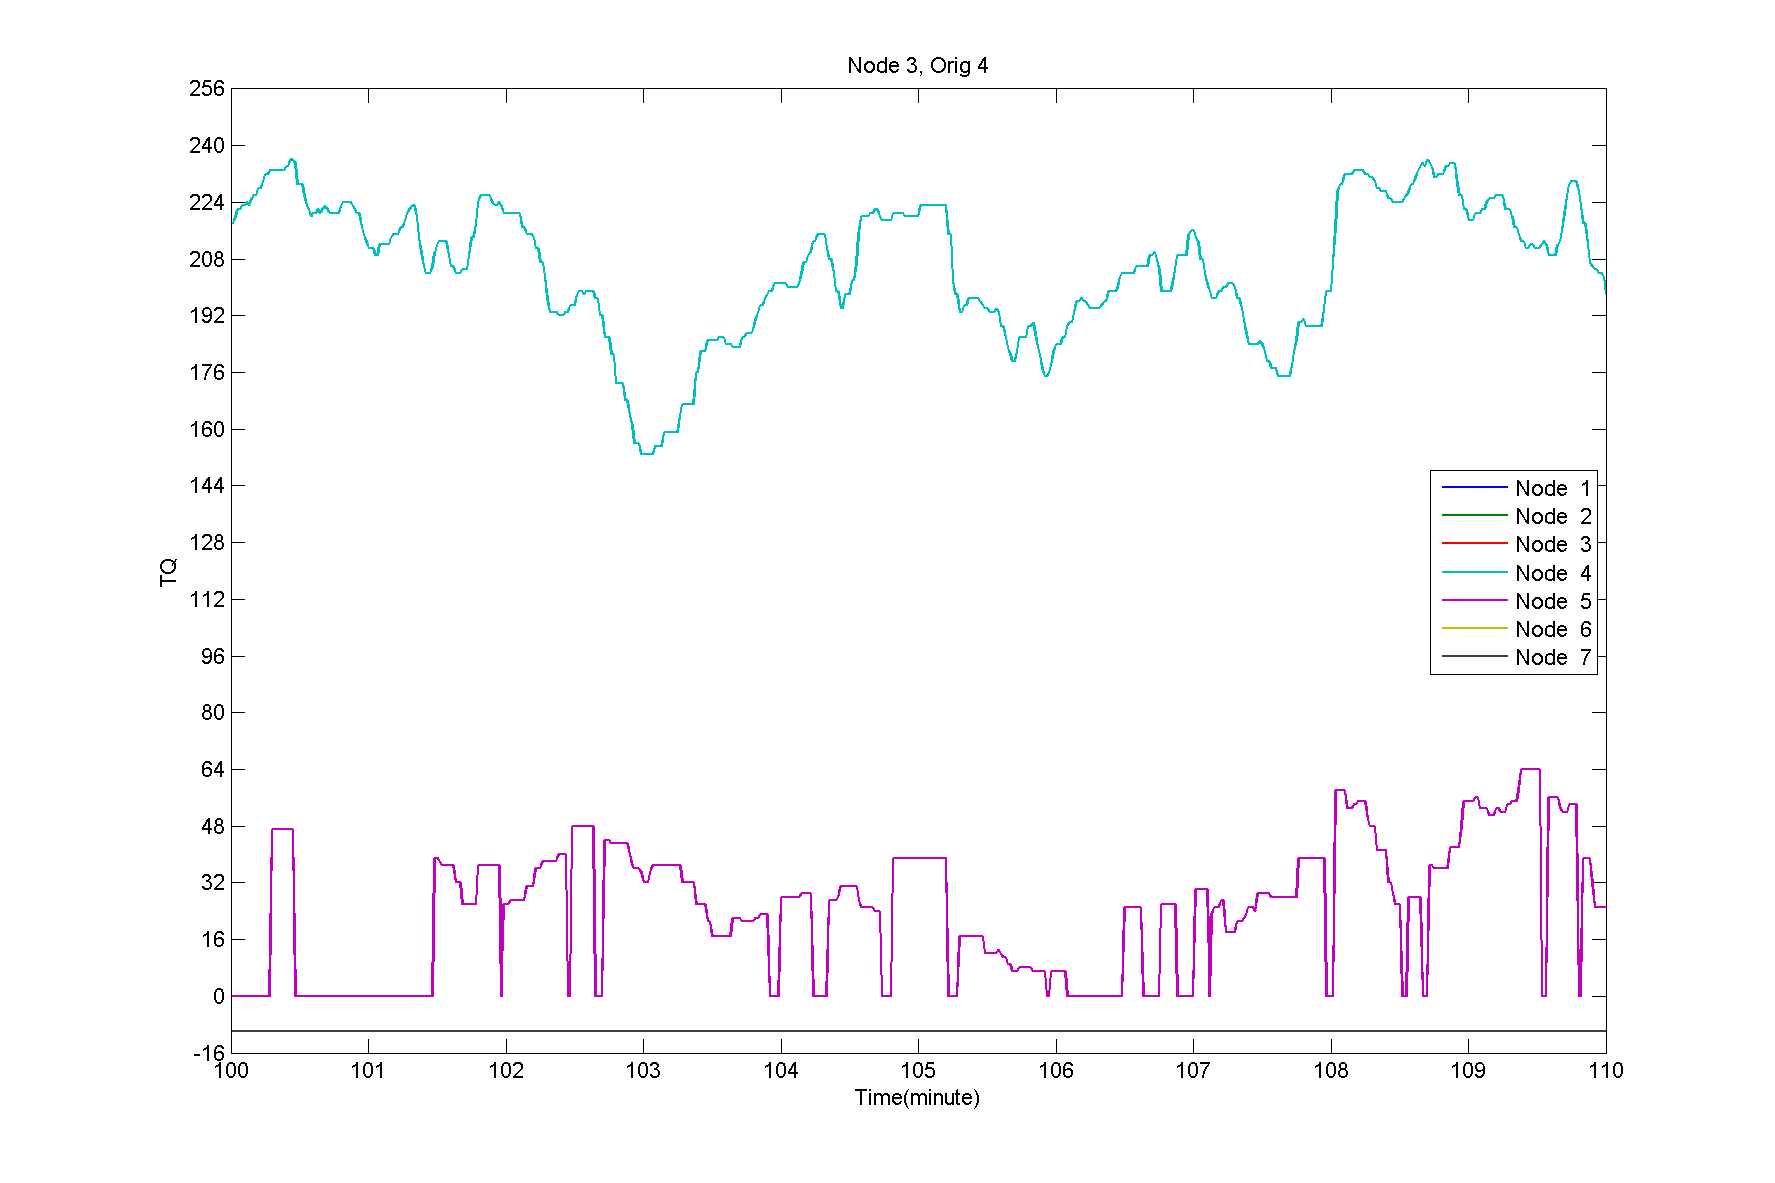 Node 3, Orig 4
256
240
224
208
192
176
160
144
128
112
96
80
64
48
32
16
0
-16
TQ
Node 1
Node 2
Node 3
Node 4
Node 5
Node 6
Node 7
100 101 102 103 104 105 106 107 108 109 110
Time(minute)